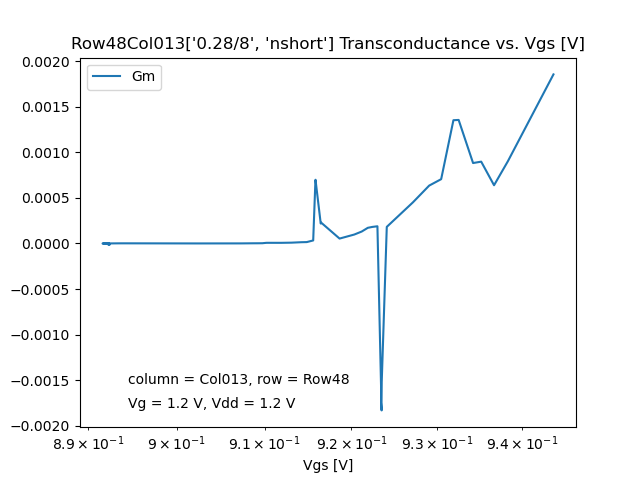 Row48Col013['0.28/8', 'nshort'] Transconductance vs. Vgs [V]
Gm
0.0020
0.0015
0.0010
0.0005
0.0000
−0.0005
−0.0010
−0.0015
−0.0020
column = Col013, row = Row48
Vg = 1.2 V, Vdd = 1.2 V
8.9 × 10⁻¹ 9 × 10⁻¹ 9.1 × 10⁻¹ 9.2 × 10⁻¹ 9.3 × 10⁻¹ 9.4 × 10⁻¹
Vgs [V]